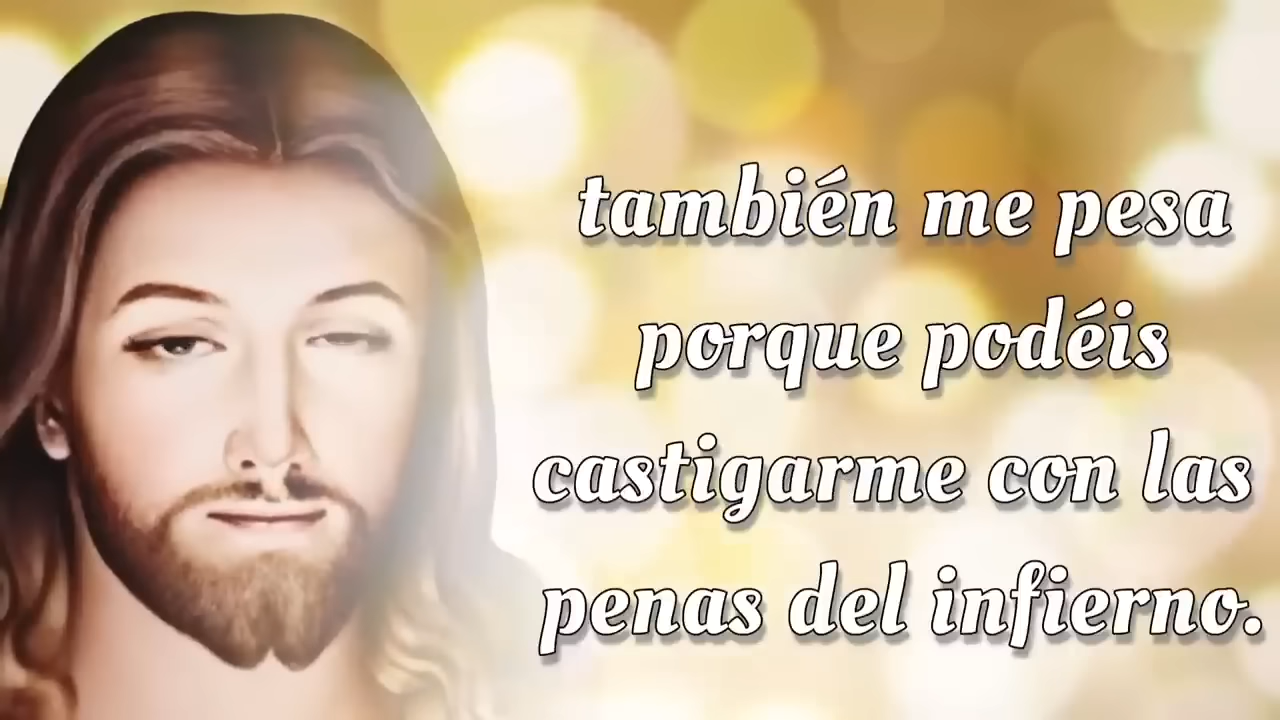 también me pesa
porque podéis
castigarme con las
penas del infierno.